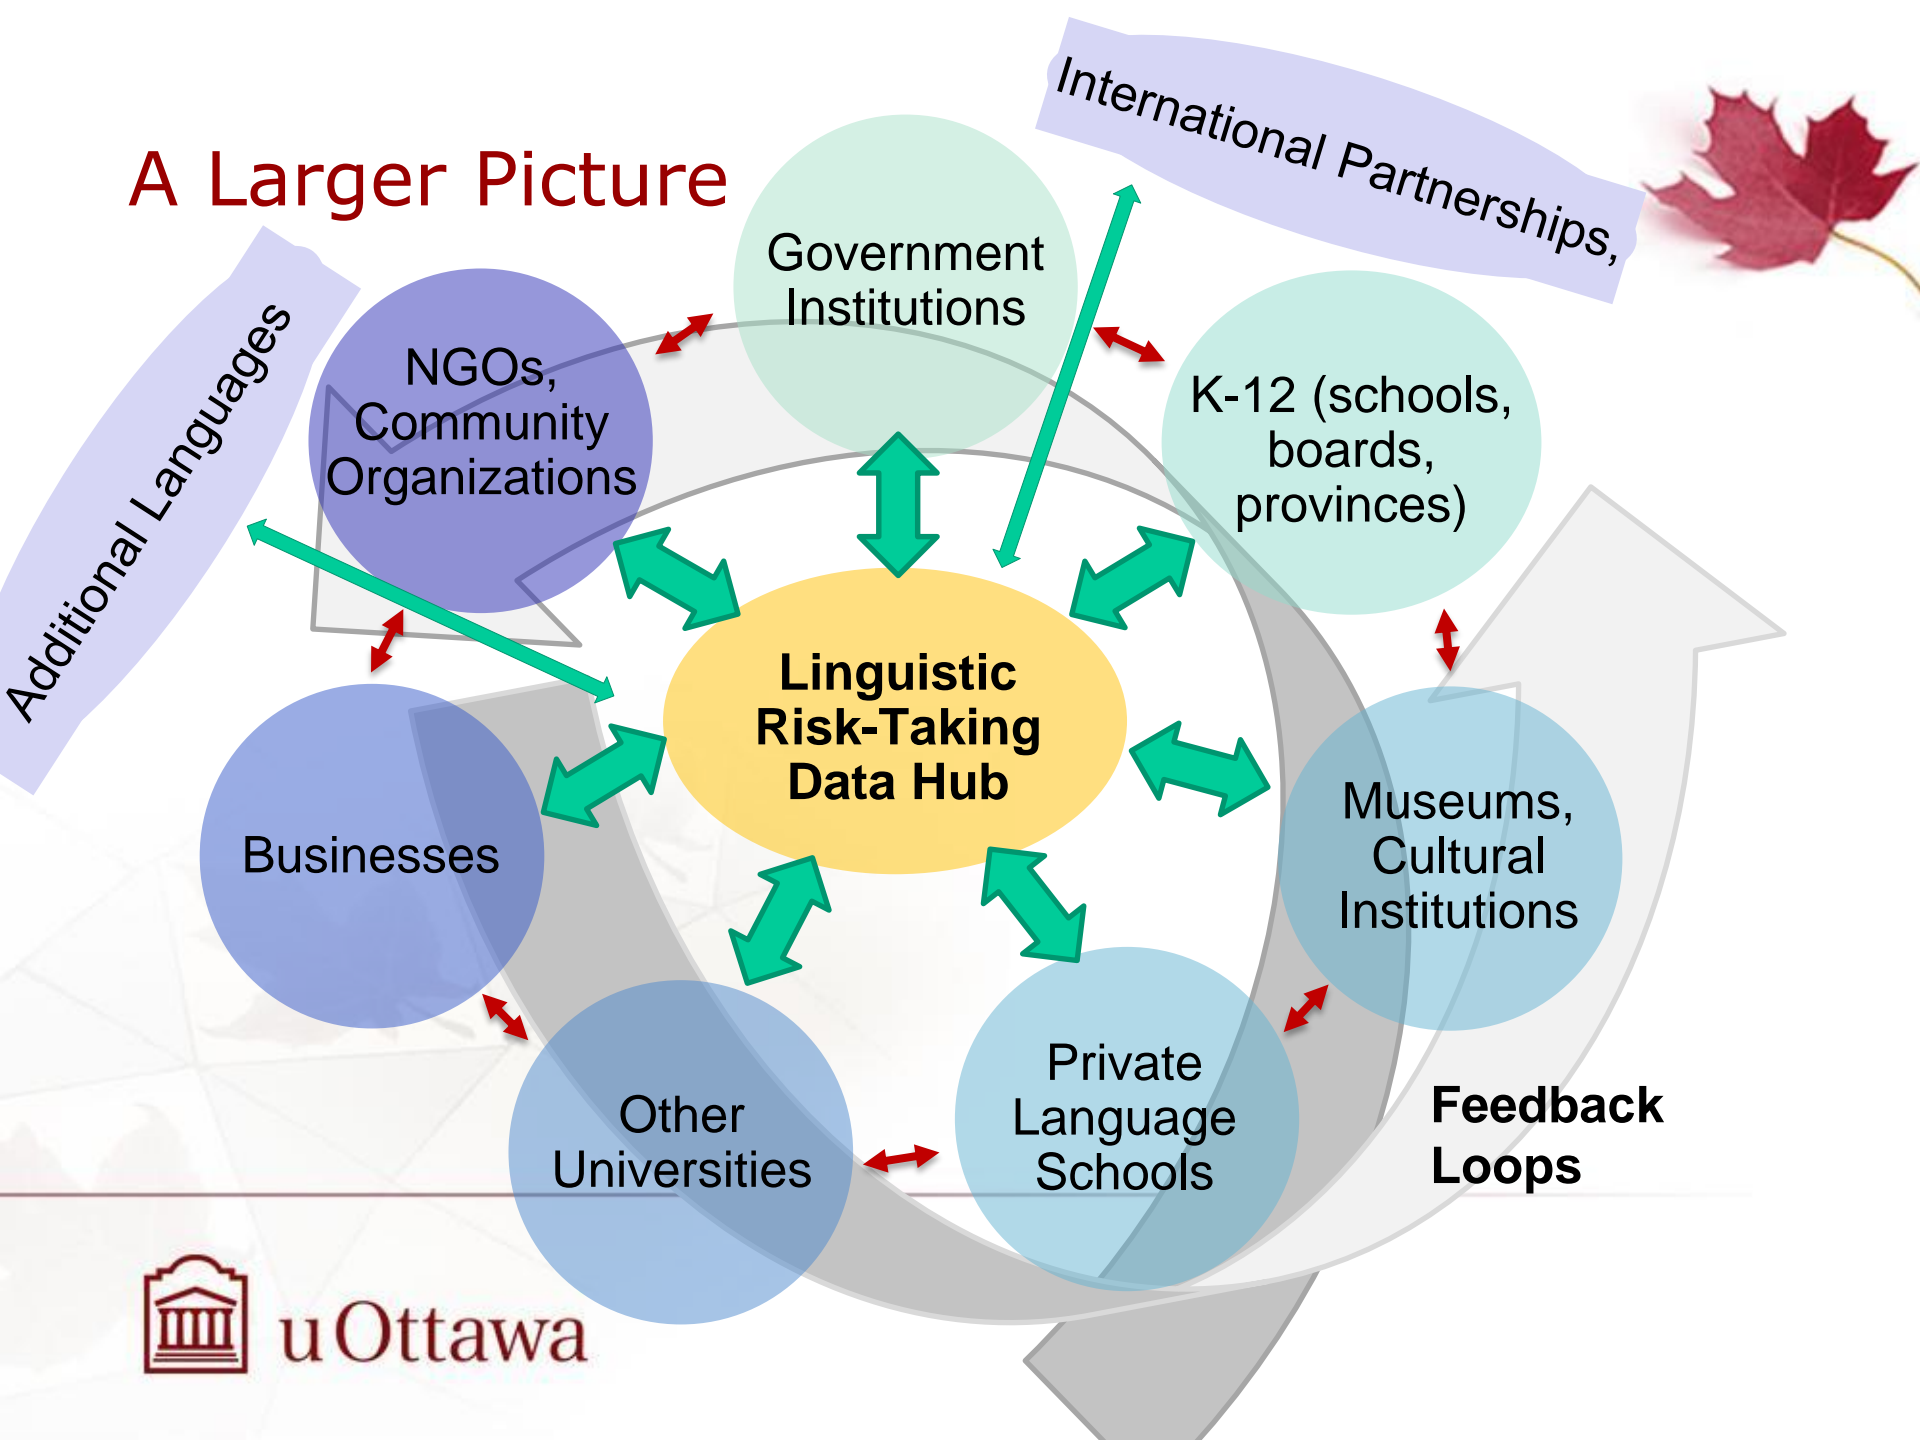 A Larger Picture
International Partnerships,
Additional Languages
Government
Institutions
NGOs,
Community
Organizations
K-12 (schools,
boards,
provinces)
Linguistic
Risk-Taking
Data Hub
Businesses
Museums,
Cultural
Institutions
Other
Universities
Private
Language
Schools
Feedback
Loops
uOttawa